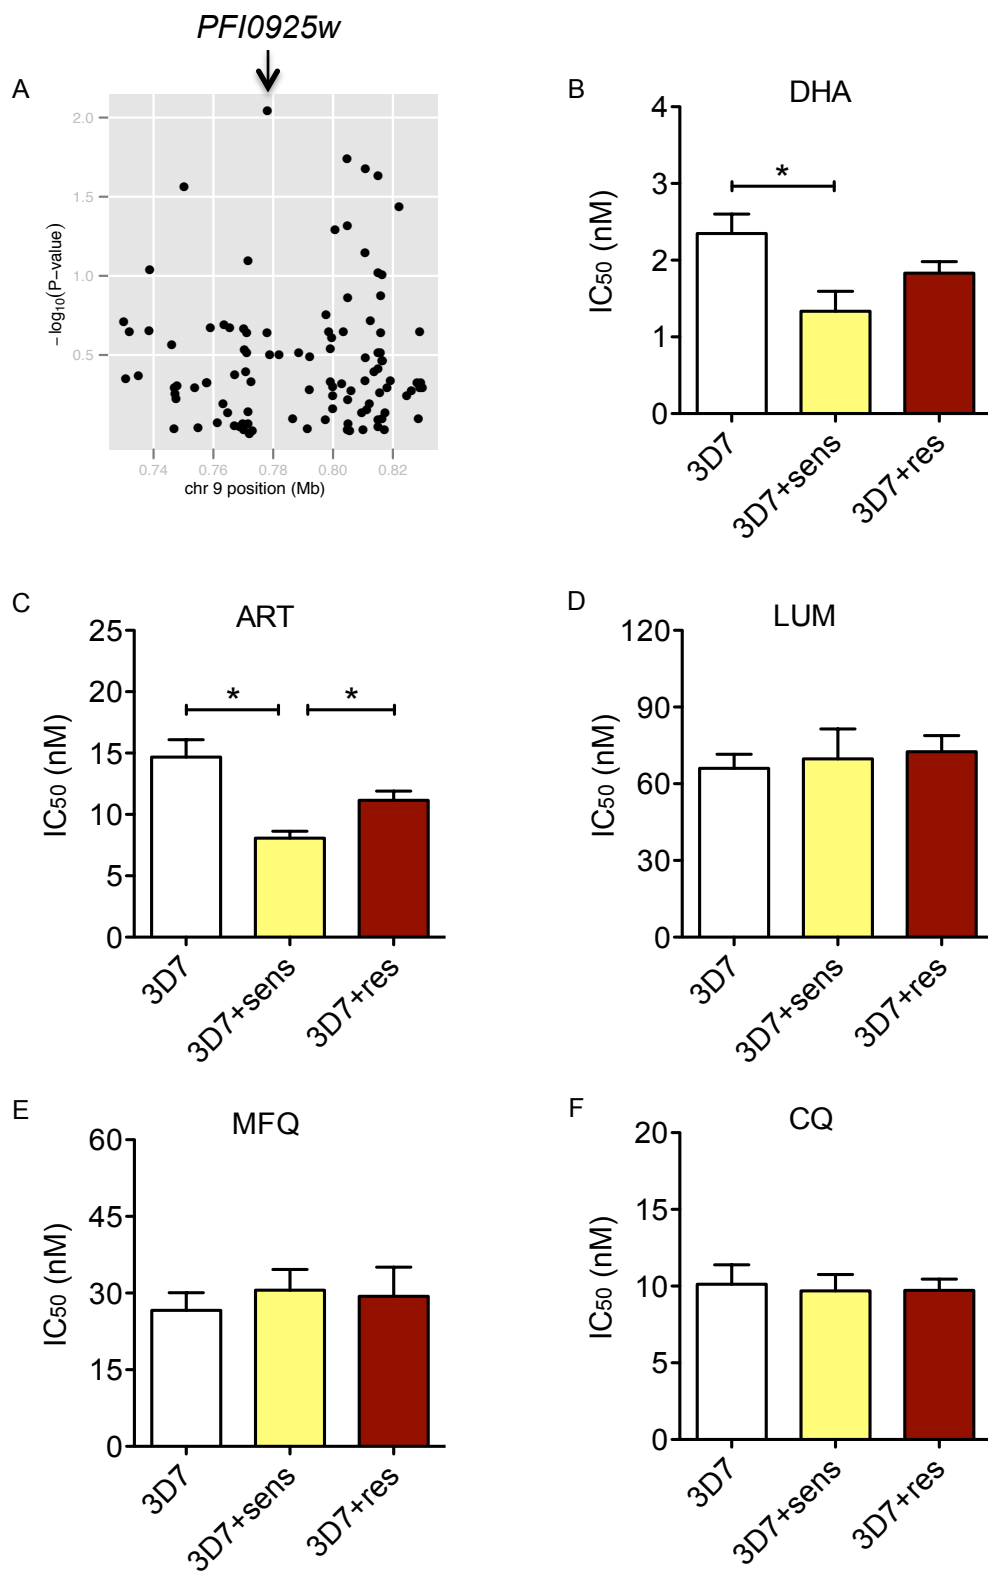 PFI0925w
A
2.0
1.5
1.0
0.5
−log10(P−value)
0.74 0.76 0.78 0.80 0.82
chr 9 position (Mb)
B
DHA
4
3
2
1
0
IC50 (nM)
*
3D7 3D7+sens 3D7+res
C
ART
25
20
15
10
5
0
IC50 (nM)
* *
3D7 3D7+sens 3D7+res
D
LUM
120
90
60
30
0
IC50 (nM)
3D7 3D7+sens 3D7+res
E
MFQ
60
45
30
15
0
IC50 (nM)
3D7 3D7+sens 3D7+res
F
CQ
20
15
10
5
0
IC50 (nM)
3D7 3D7+sens 3D7+res